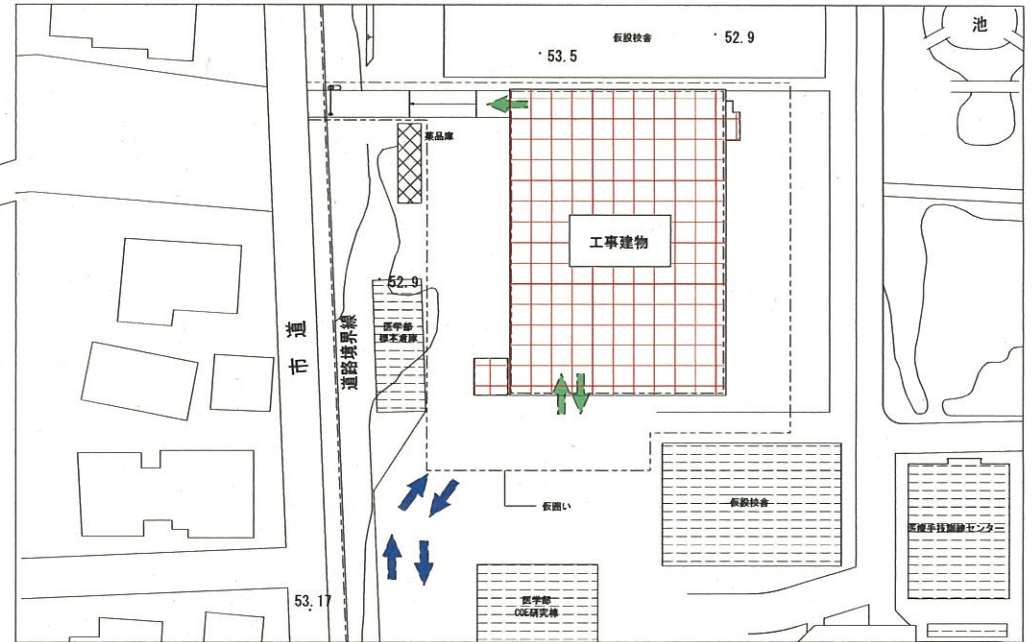 池
仮設校舎
53.5
52.9
薬品庫
工事建物
52.9
医学部
標本倉庫
市道
道路境界線
仮囲い
仮設校舎
医療手技訓練センター
医学部
COE研究棟
53.17